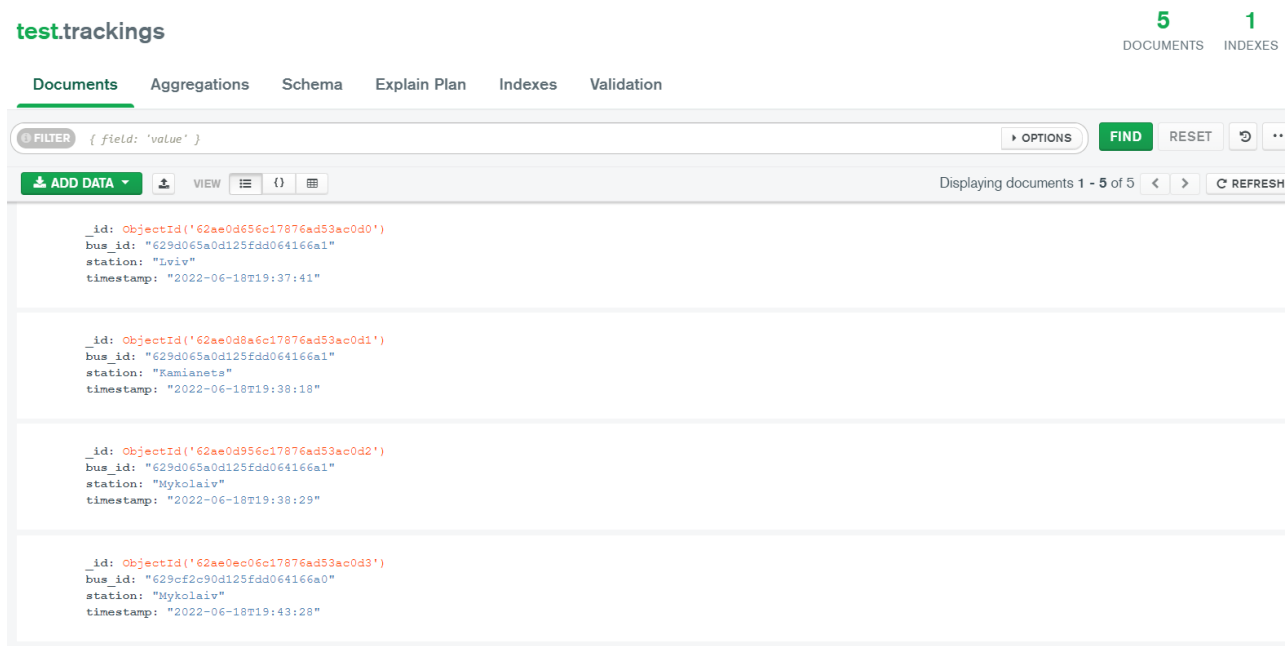 test.trackings
5 1
DOCUMENTS INDEXES
Documents Aggregations Schema Explain Plan Indexes Validation
FILTER { field: 'value' } OPTIONS FIND RESET ...
ADD DATA VIEW {} Displaying documents 1 - 5 of 5 < > REFRESH
_id: ObjectId('62ae0d656c17876ad53ac0d0')
bus_id: "629d065a0d125fdd064166a1"
station: "Lviv"
timestamp: "2022-06-18T19:37:41"
_id: ObjectId('62ae0d8a6c17876ad53ac0d1')
bus_id: "629d065a0d125fdd064166a1"
station: "Kamianets"
timestamp: "2022-06-18T19:38:18"
_id: ObjectId('62ae0d956c17876ad53ac0d2')
bus_id: "629d065a0d125fdd064166a1"
station: "Mykolaiv"
timestamp: "2022-06-18T19:38:29"
_id: ObjectId('62ae0ec06c17876ad53ac0d3')
bus_id: "629cf2c90d125fdd064166a0"
station: "Mykolaiv"
timestamp: "2022-06-18T19:43:28"